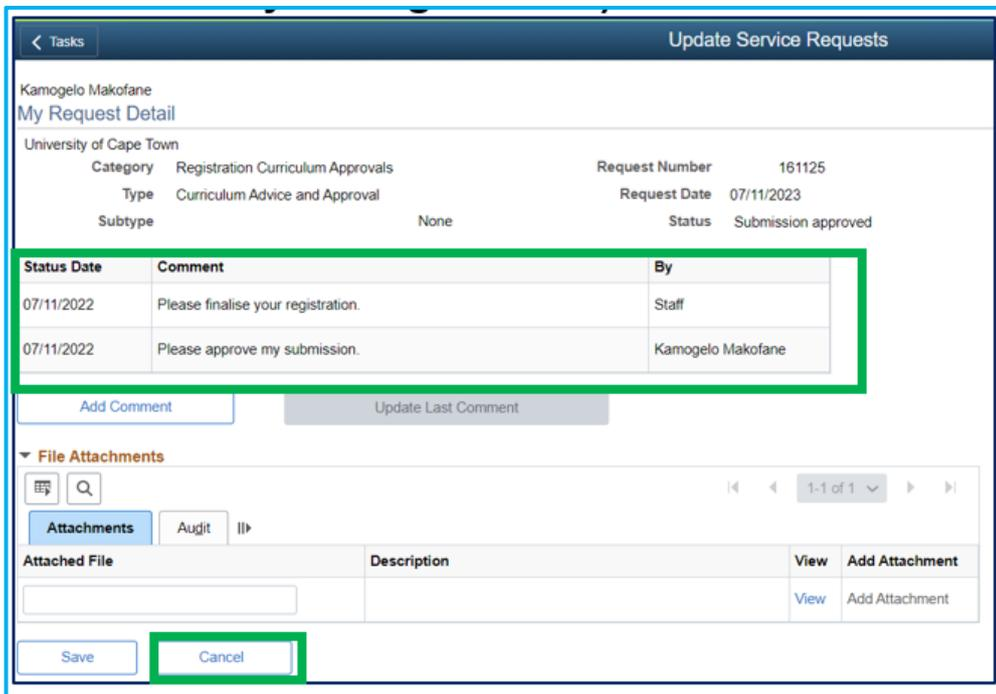 Tasks
Update Service Requests
Kamogelo Makofane
My Request Detail
University of Cape Town
Category Registration Curriculum Approvals Request Number 161125
Type Curriculum Advice and Approval Request Date 07/11/2023
Subtype None Status Submission approved
Status Date Comment By
07/11/2022 Please finalise your registration. Staff
07/11/2022 Please approve my submission. Kamogelo Makofane
Add Comment Update Last Comment
File Attachments
1-1 of 1
Attachments Audit
Attached File Description View Add Attachment
View Add Attachment
Save Cancel